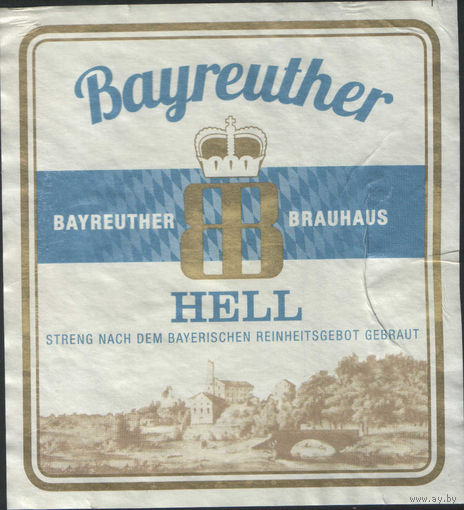 Bayreuther
BAYREUTHER BRAUHAUS
HELL
STRENG NACH DEM BAYERISCHEN REINHEITSGEBOT GEBRAUT
www.ay.by